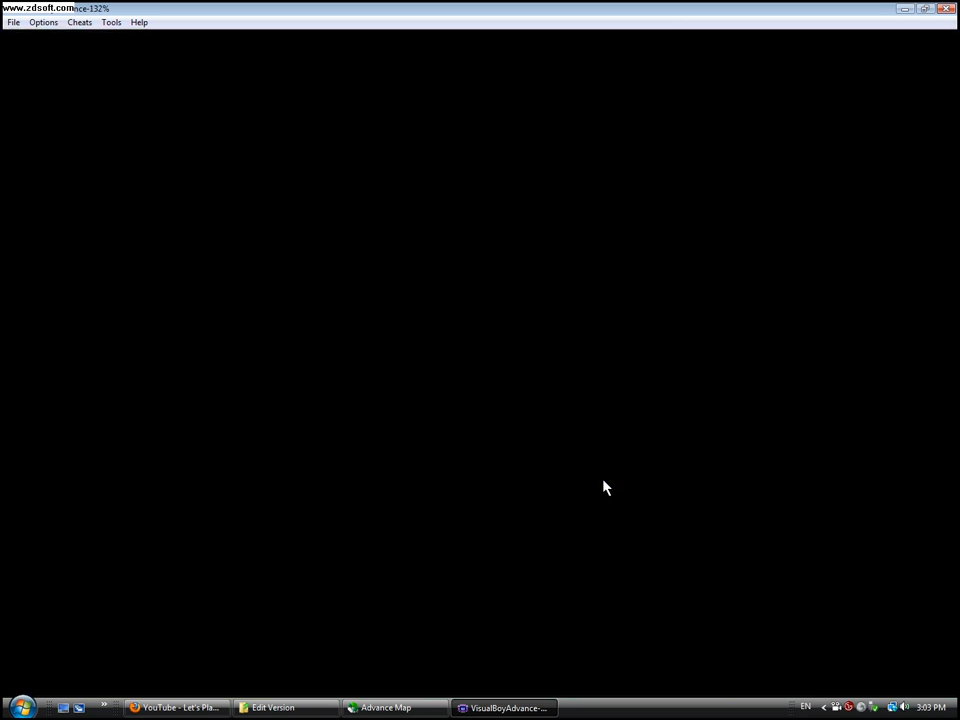 www.zdsoft.com nce-132%
File Options Cheats Tools Help
YouTube - Let's Pla... Edit Version Advance Map VisualBoyAdvance-... EN 3:03 PM